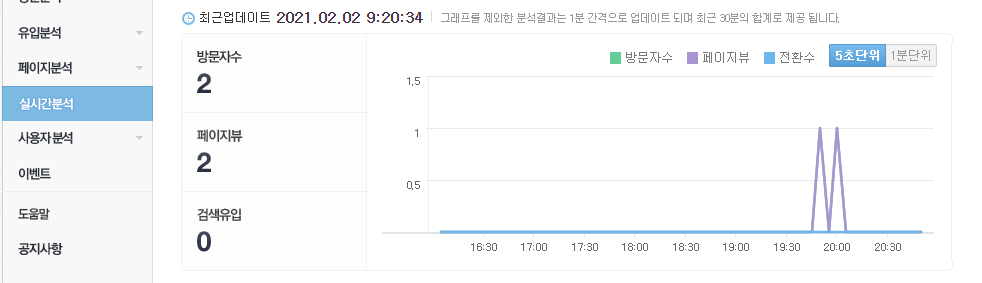 유입분석
페이지분석
실시간분석
사용자 분석
이벤트
도움말
공지사항
최근업데이트 2021.02.02 9:20:34 그래프를 제외한 분석결과는 1분 간격으로 업데이트 되며 최근 30분의 합계로 제공 됩니다.
방문자수
2
페이지뷰
2
검색유입
0
방문자수 페이지뷰 전환수 5초단위 1분단위
1,5
1
0,5
16:30 17:00 17:30 18:00 18:30 19:00 19:30 20:00 20:30